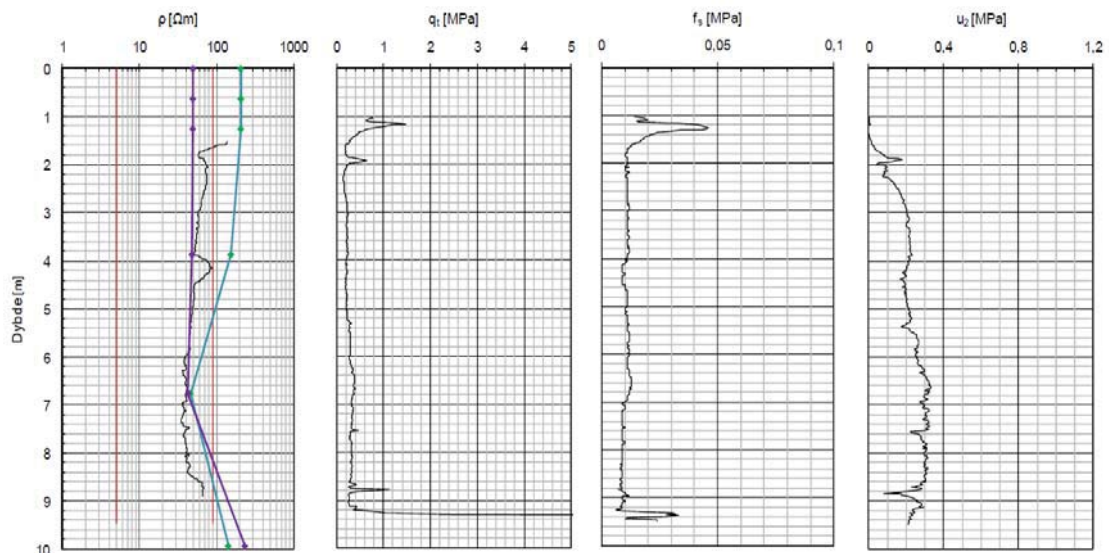 ρ [Ωm]
qt [MPa]
fs [MPa]
u2 [MPa]
1 10 100 1000
0 1 2 3 4 5
0 0,05 0,1
0 0,4 0,8 1,2
Dybde [m]
0
1
2
3
4
5
6
7
8
9
10